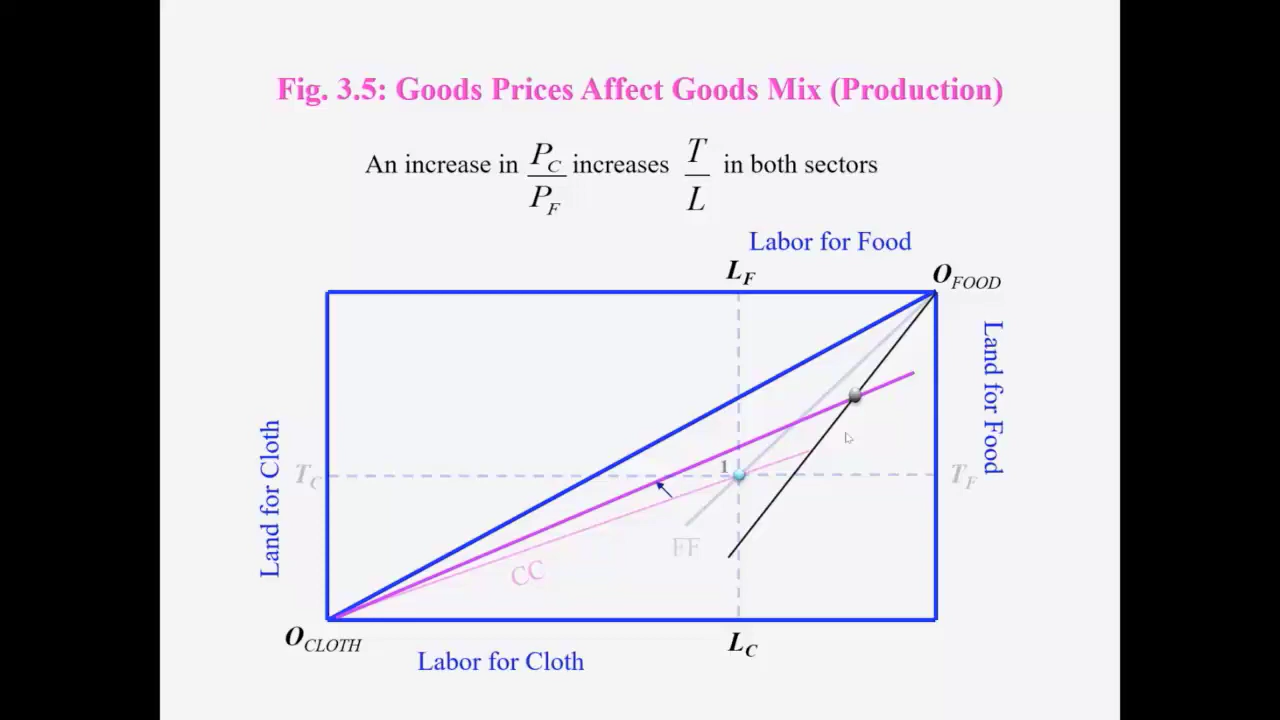 Fig. 3.5: Goods Prices Affect Goods Mix (Production)
An increase in P_C/P_F increases T/L in both sectors
Labor for Food
L_F
O_FOOD
Land for Food
Land for Cloth
T_C
1
T_F
FF
CC
O_CLOTH
L_C
Labor for Cloth